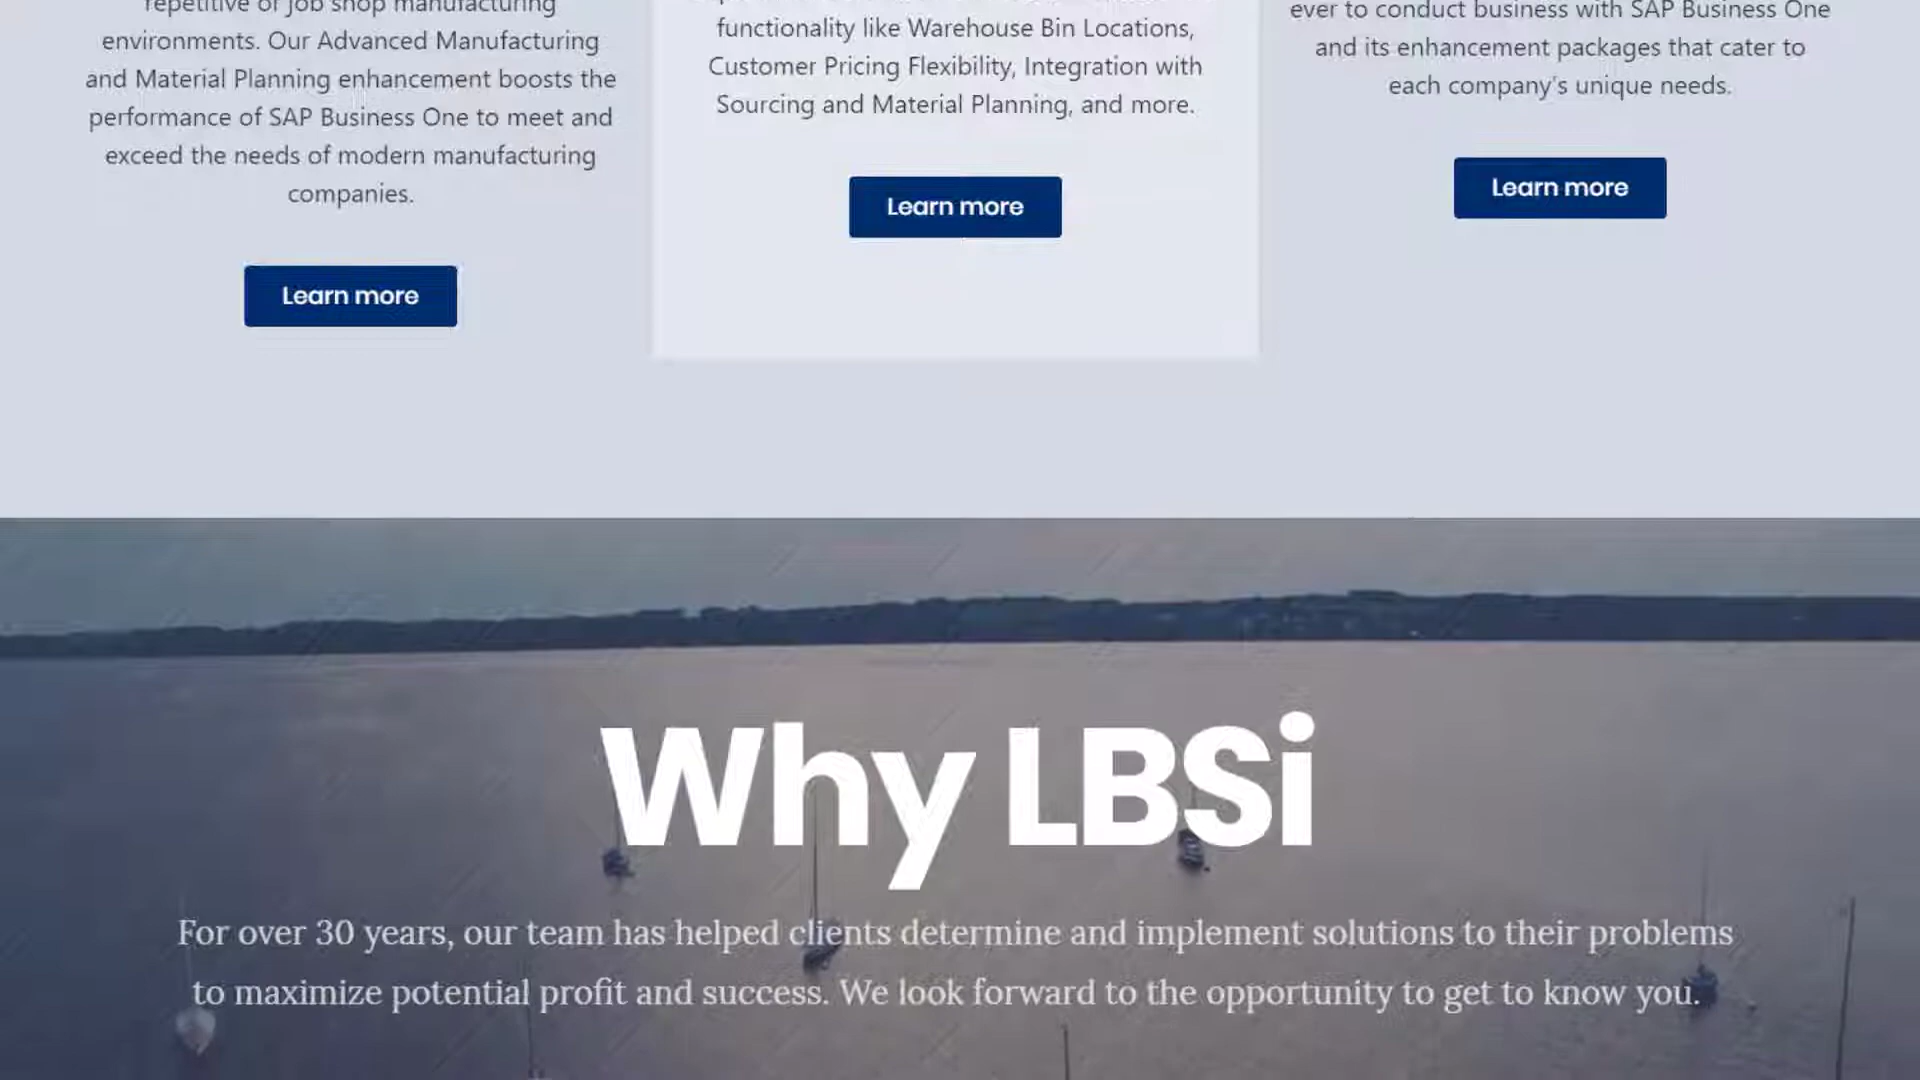 repetitive or job shop manufacturing
environments. Our Advanced Manufacturing
and Material Planning enhancement boosts the
performance of SAP Business One to meet and
exceed the needs of modern manufacturing
companies.
Learn more
functionality like Warehouse Bin Locations,
Customer Pricing Flexibility, Integration with
Sourcing and Material Planning, and more.
Learn more
ever to conduct business with SAP Business One
and its enhancement packages that cater to
each company's unique needs.
Learn more
Why LBSi
For over 30 years, our team has helped clients determine and implement solutions to their problems
to maximize potential profit and success. We look forward to the opportunity to get to know you.